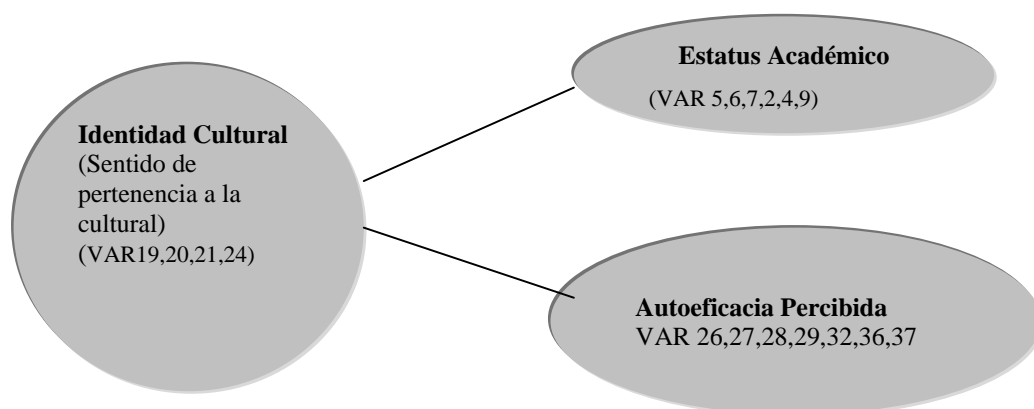 Estatus Académico
(VAR 5,6,7,2,4,9)
Identidad Cultural
(Sentido de
pertenencia a la
cultural)
(VAR19,20,21,24)
Autoeficacia Percibida
VAR 26,27,28,29,32,36,37